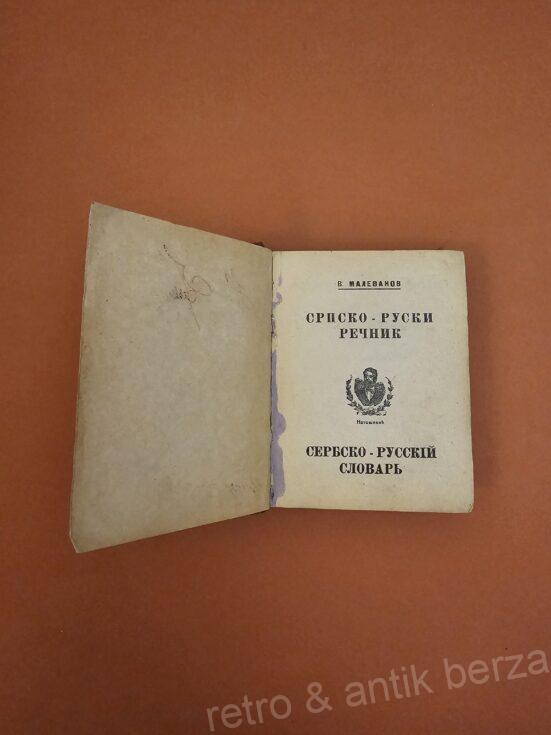 В. МАЛЕВАНОВ
СРПСКО - РУСКИ
РЕЧНИК
СЕРБСКО - РУССКІЙ
СЛОВАРЬ
retro & antik berza